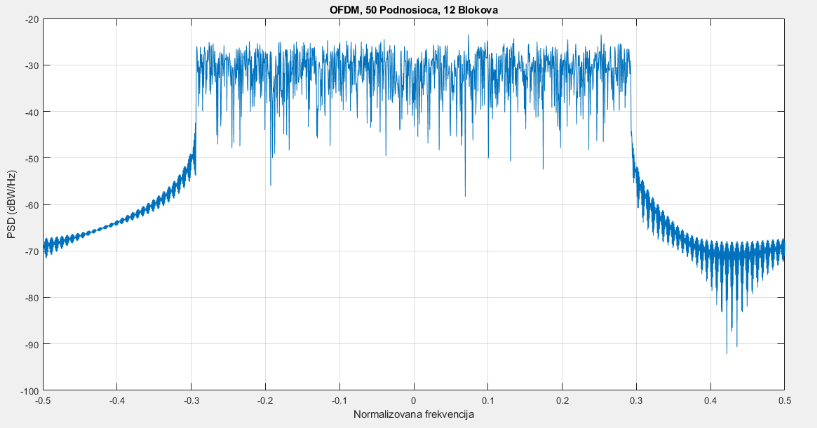 OFDM, 50 Podnosioca, 12 Blokova
PSD (dBW/Hz)
-20
-30
-40
-50
-60
-70
-80
-90
-100
-0.5 -0.4 -0.3 -0.2 -0.1 0 0.1 0.2 0.3 0.4 0.5
Normalizovana frekvencija